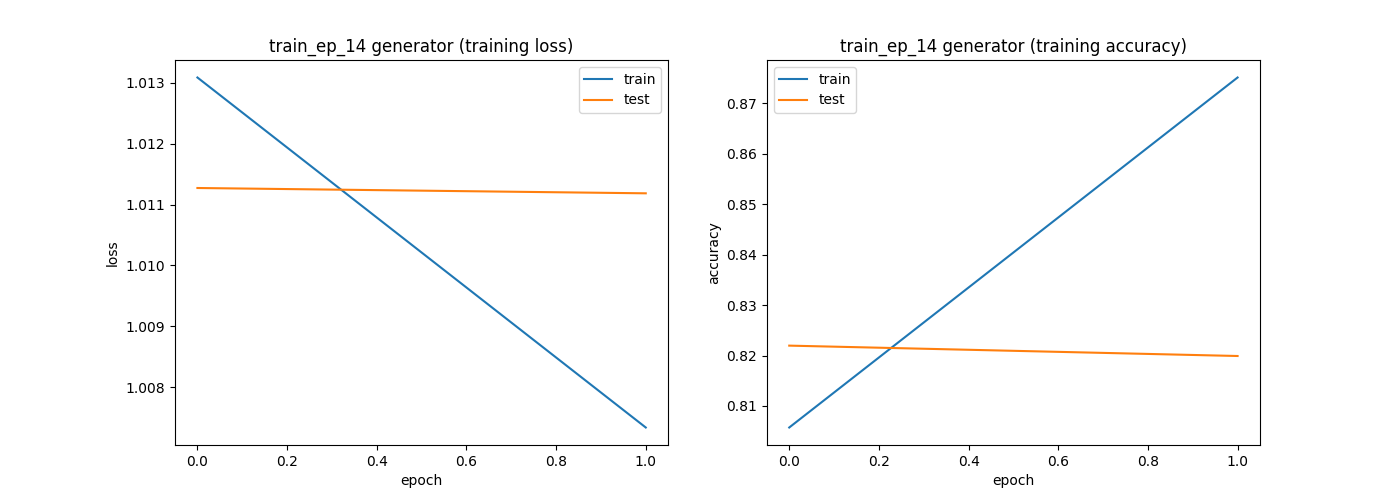 train_ep_14 generator (training loss)
train
test
1.013
1.012
1.011
1.010
1.009
1.008
loss
0.0 0.2 0.4 0.6 0.8 1.0
epoch
train_ep_14 generator (training accuracy)
train
test
0.87
0.86
0.85
0.84
0.83
0.82
0.81
accuracy
0.0 0.2 0.4 0.6 0.8 1.0
epoch